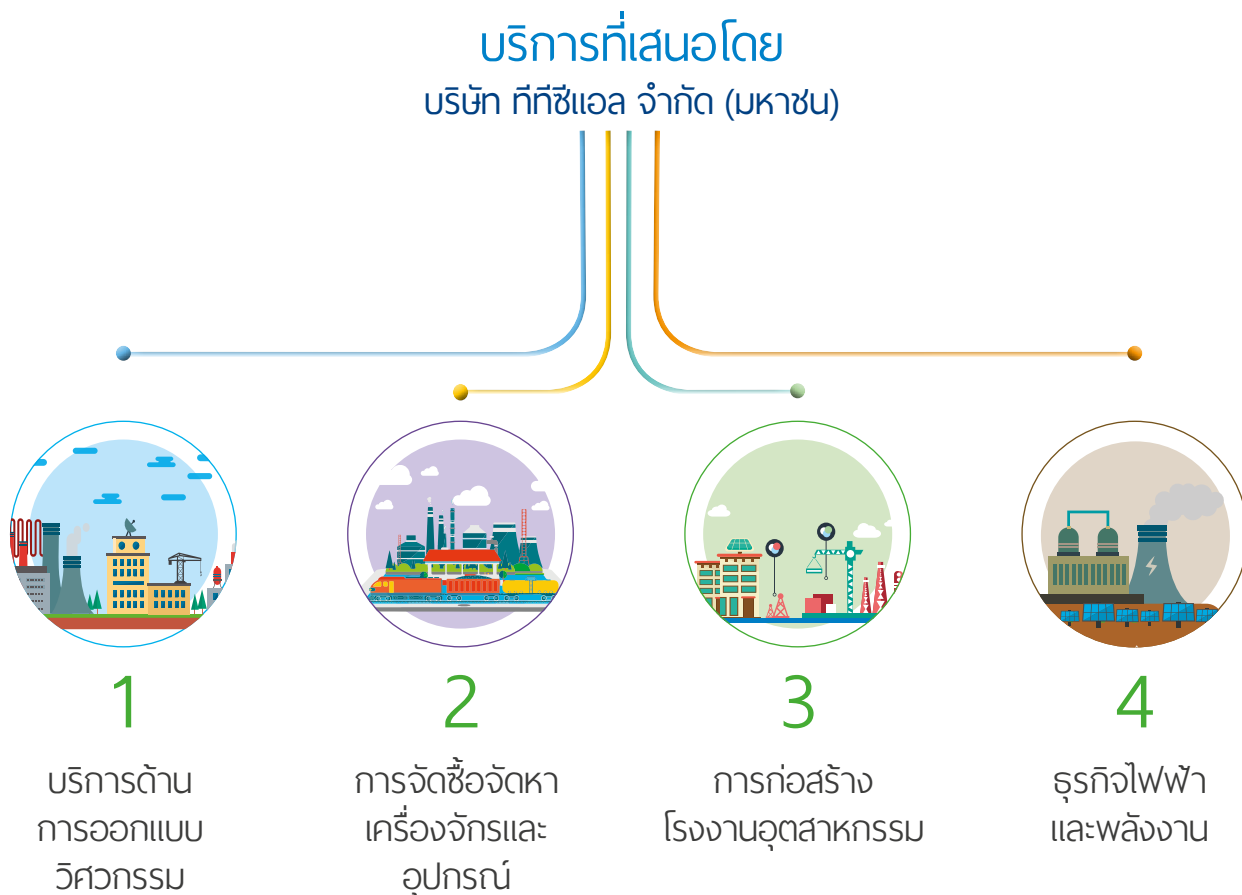 บริการที่เสนอโดย
บริษัท ทีทีซีแอล จำกัด (มหาชน)
1
บริการด้าน
การออกแบบ
วิศวกรรม
2
การจัดซื้อจัดหา
เครื่องจักรและ
อุปกรณ์
3
การก่อสร้าง
โรงงานอุตสาหกรรม
4
ธุรกิจไฟฟ้า
และพลังงาน